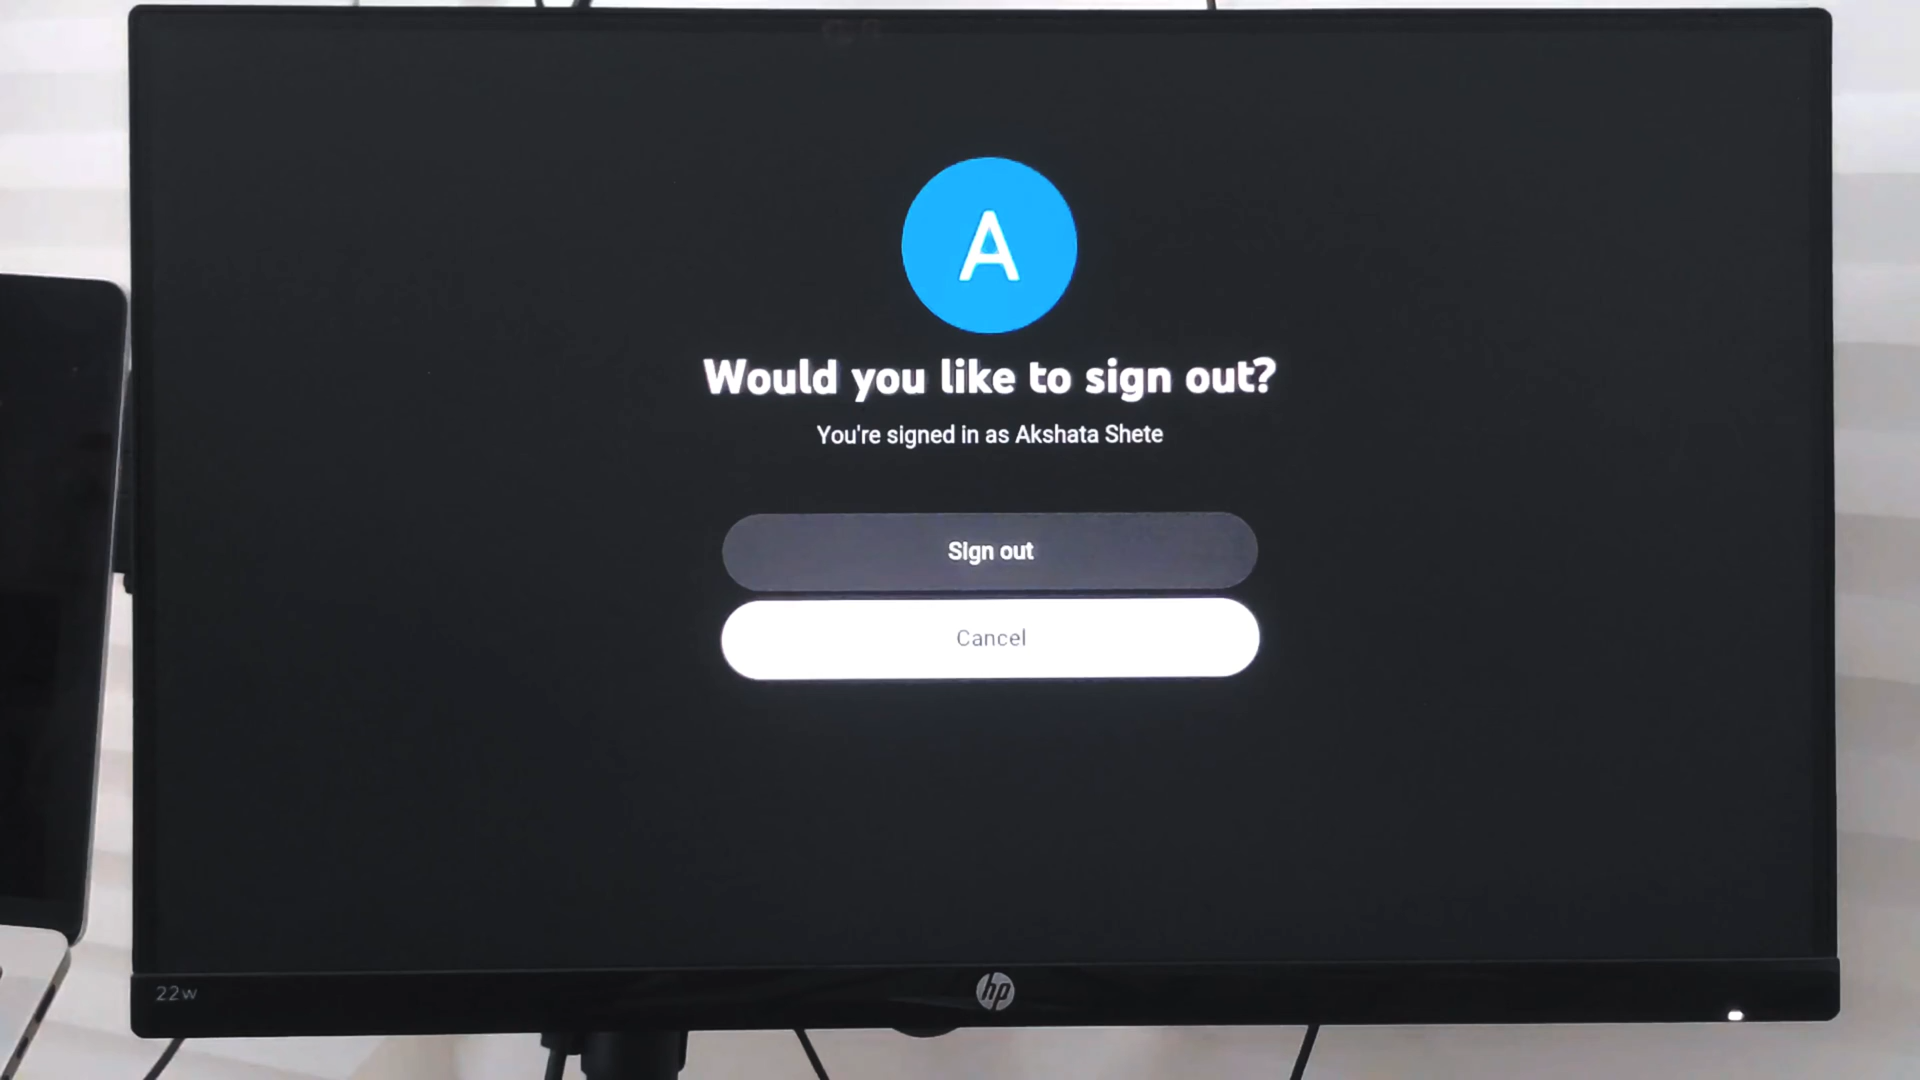 A
Would you like to sign out?
You're signed in as Akshata Shete
Sign out
Cancel
22w
hp